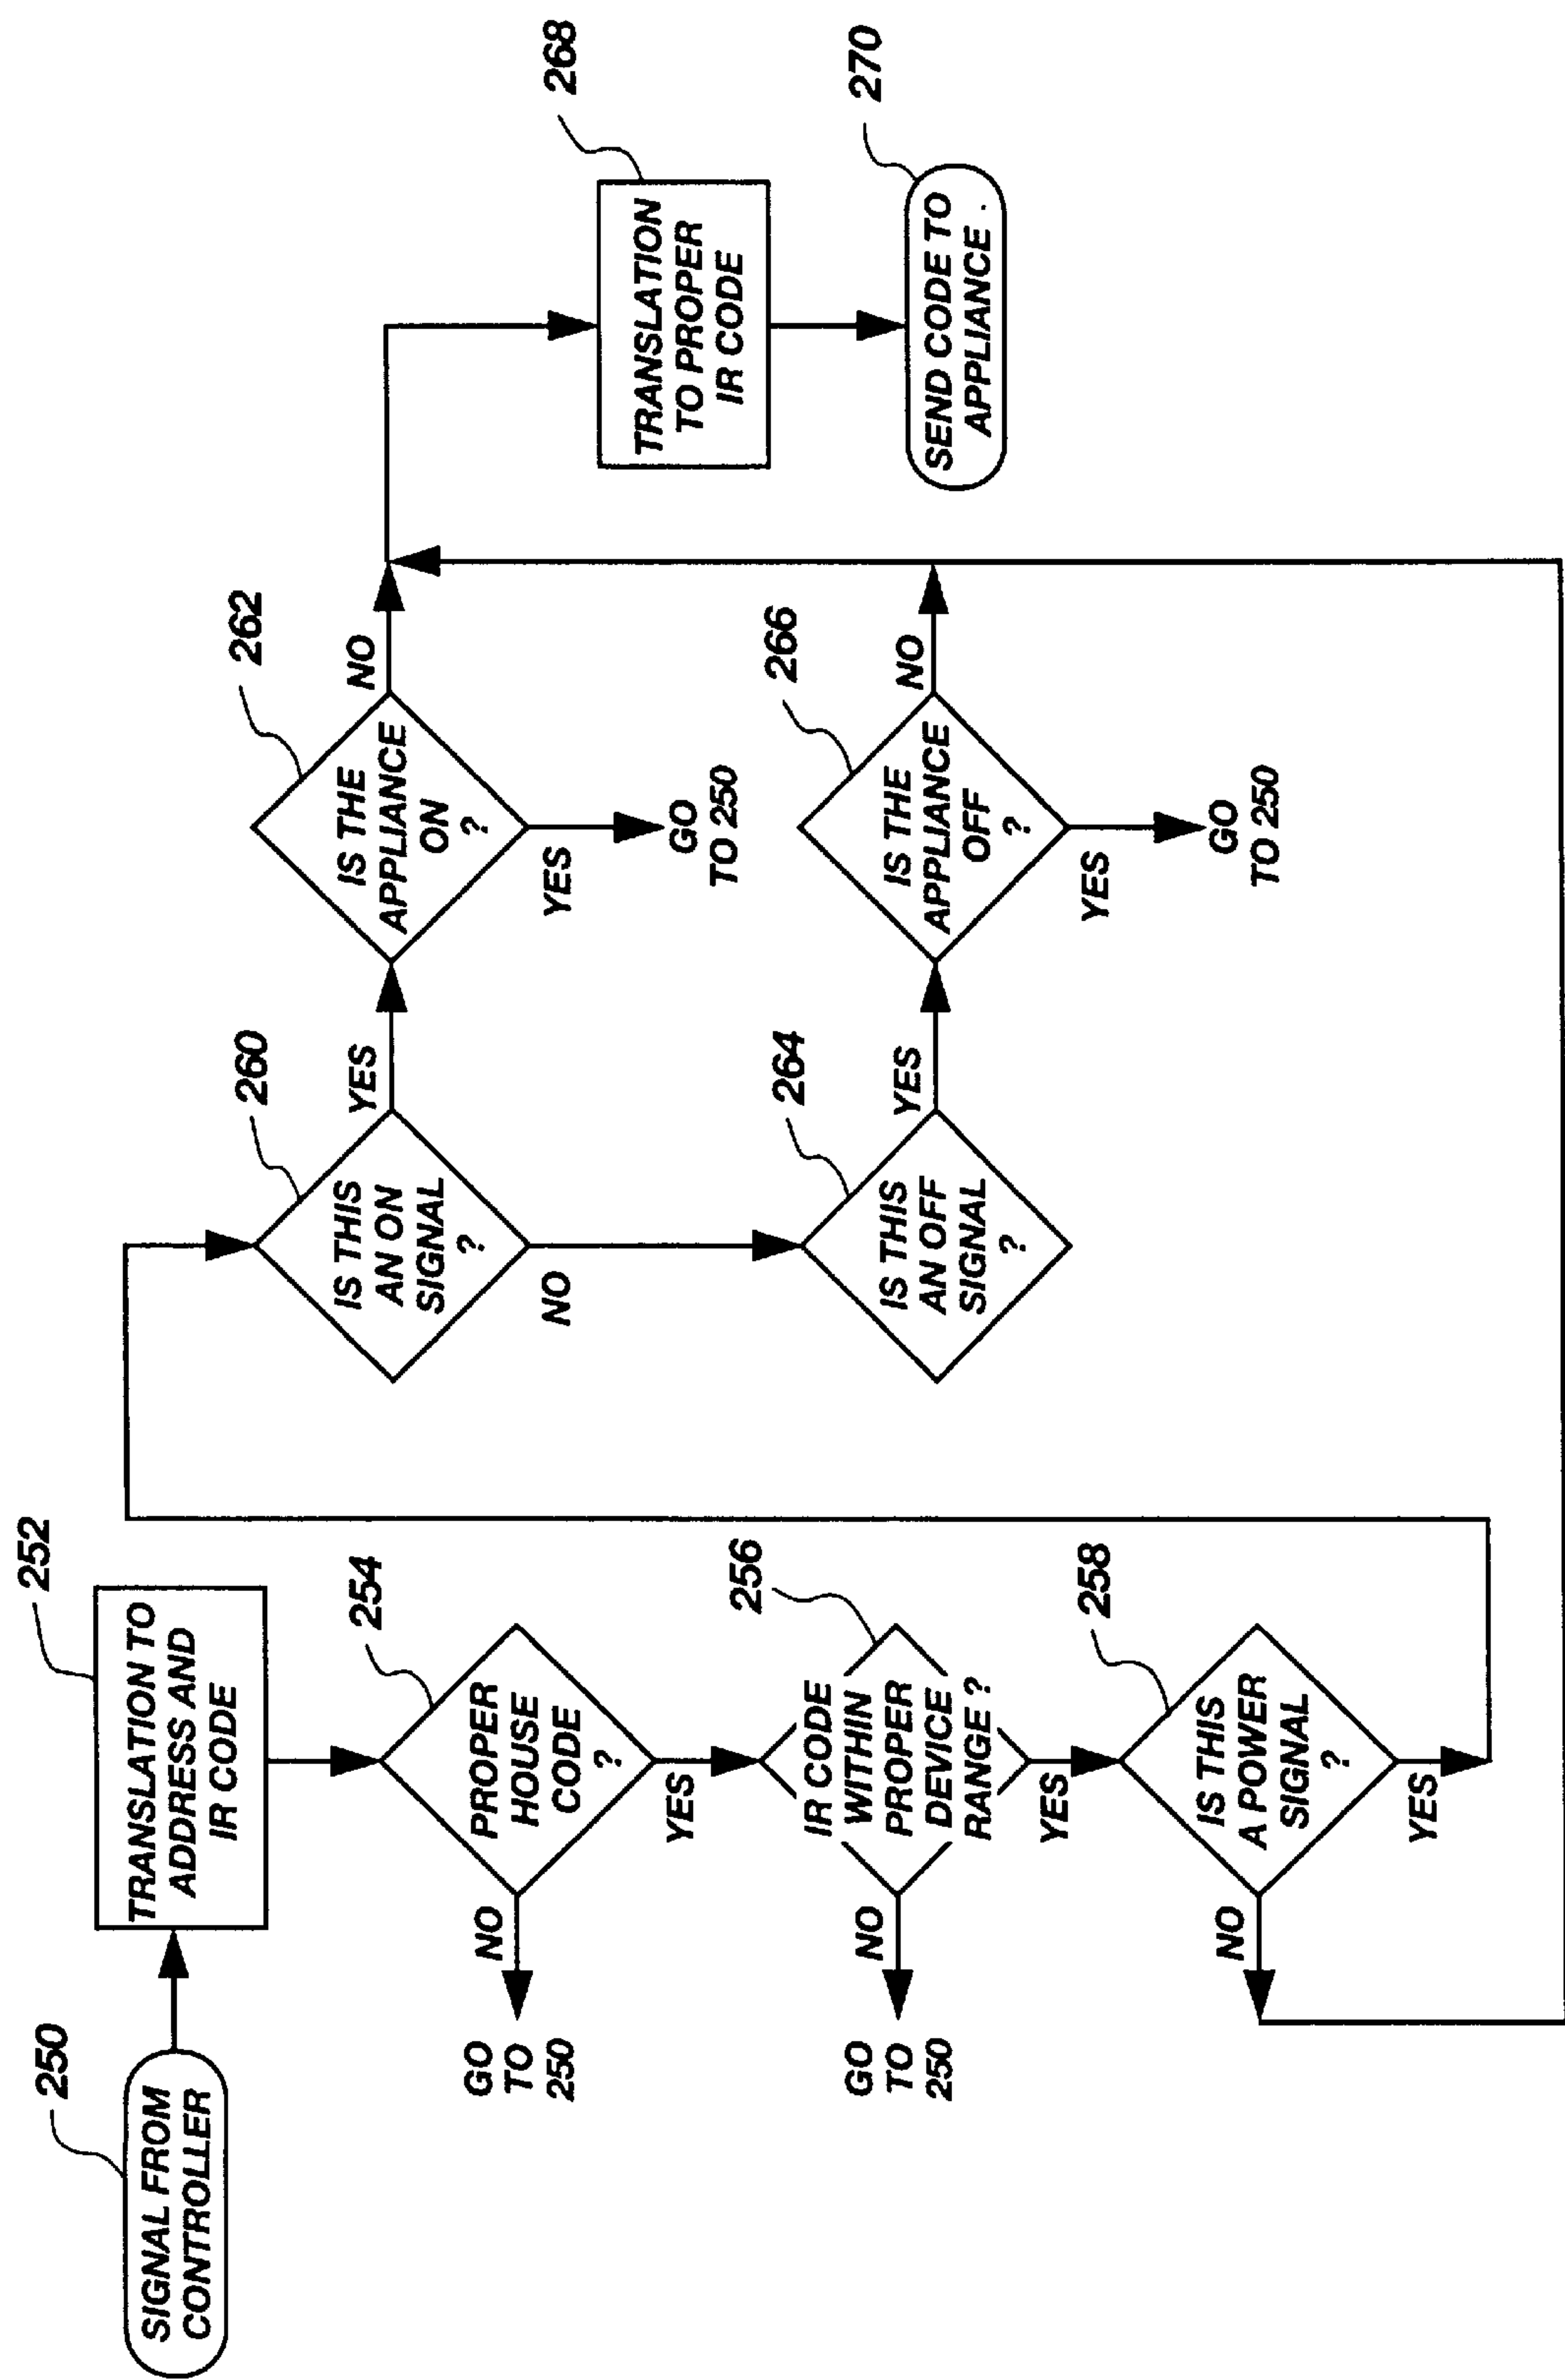 250
SIGNAL FROM
CONTROLLER
252
TRANSLATION TO
ADDRESS AND
IR CODE
254
PROPER
HOUSE
CODE
?
NO
GO
TO
250
YES
256
IR CODE
WITHIN
PROPER
DEVICE
RANGE ?
NO
GO
TO
250
YES
258
IS THIS
A POWER
SIGNAL
?
NO
YES
260
IS THIS
AN ON
SIGNAL
?
YES
NO
262
IS THE
APPLIANCE
ON
?
NO
YES
GO
TO 250
264
IS THIS
AN OFF
SIGNAL
?
YES
266
IS THE
APPLIANCE
OFF
?
NO
YES
GO
TO 250
268
TRANSLATION
TO PROPER
IR CODE
270
SEND CODE TO
APPLIANCE .